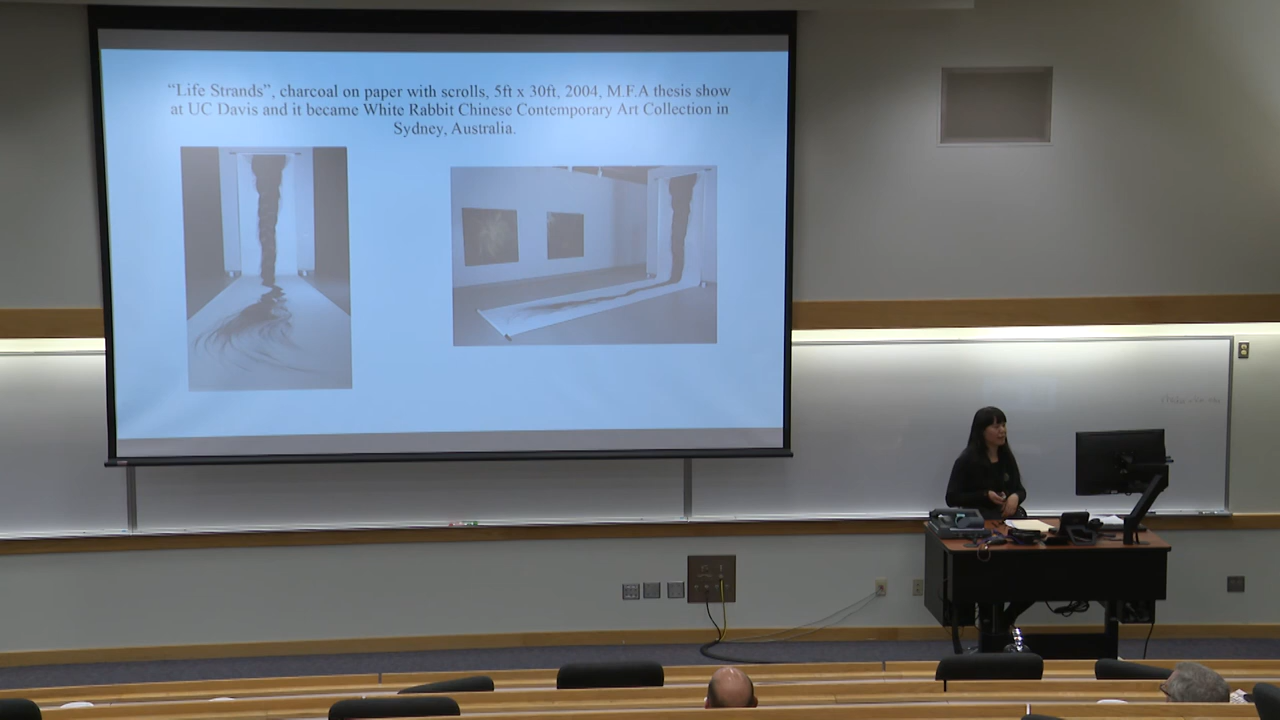 “Life Strands”, charcoal on paper with scrolls, 5ft x 30ft, 2004, M.F.A thesis show
at UC Davis and it became White Rabbit Chinese Contemporary Art Collection in
Sydney, Australia.